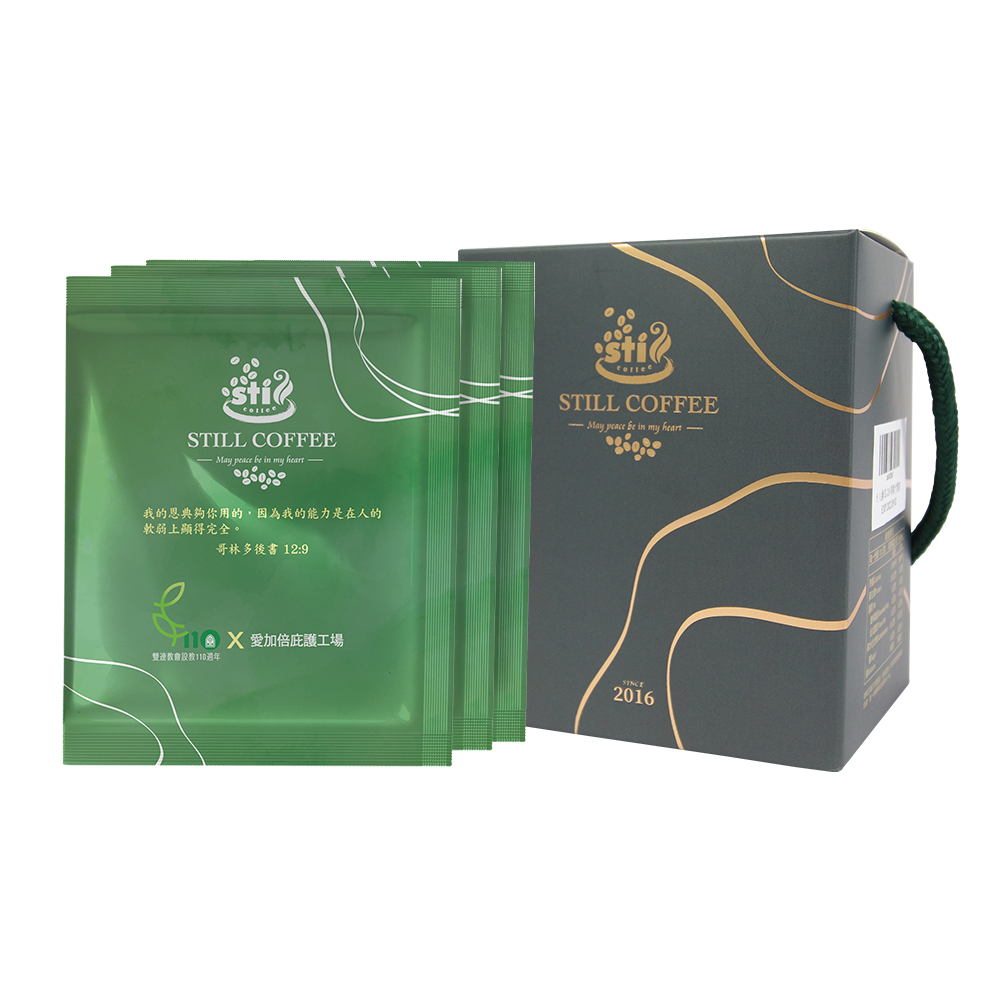 still
coffee
STILL COFFEE
May peace be in my heart
我的恩典夠你用的，因為我的能力是在人的
軟弱上顯得完全。
哥林多後書 12:9
110 X 愛加倍庇護工場
雙連教會設教110週年
still
coffee
STILL COFFEE
May peace be in my heart
SINCE
2016